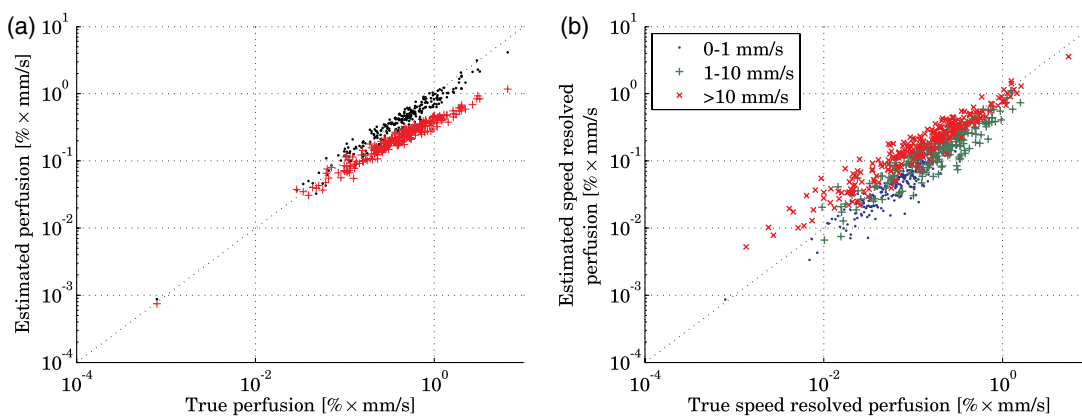 (a)
Estimated perfusion [% × mm/s]
10^1
10^0
10^-1
10^-2
10^-3
10^-4
10^-4
10^-2
10^0
True perfusion [% × mm/s]
(b)
Estimated speed resolved
perfusion [% × mm/s]
10^1
10^0
10^-1
10^-2
10^-3
10^-4
0-1 mm/s
1-10 mm/s
>10 mm/s
10^-4
10^-2
10^0
True speed resolved perfusion [% × mm/s]